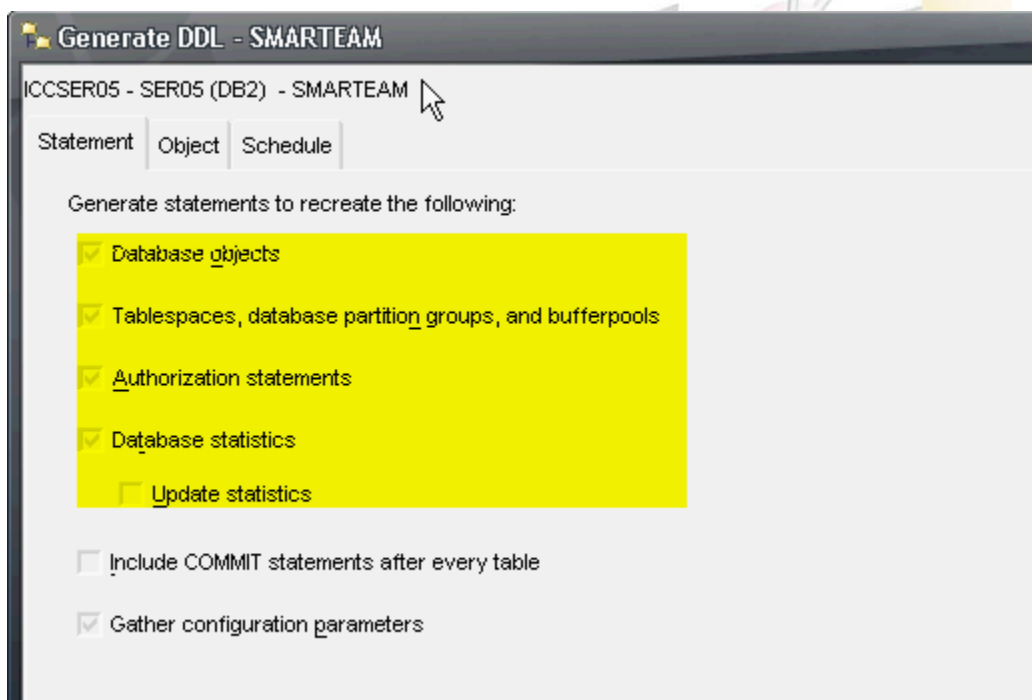 Generate DDL - SMARTEAM
ICCSER05 - SER05 (DB2) - SMARTEAM
Statement Object Schedule
Generate statements to recreate the following:
Database objects
Tablespaces, database partition groups, and bufferpools
Authorization statements
Database statistics
Update statistics
Include COMMIT statements after every table
Gather configuration parameters